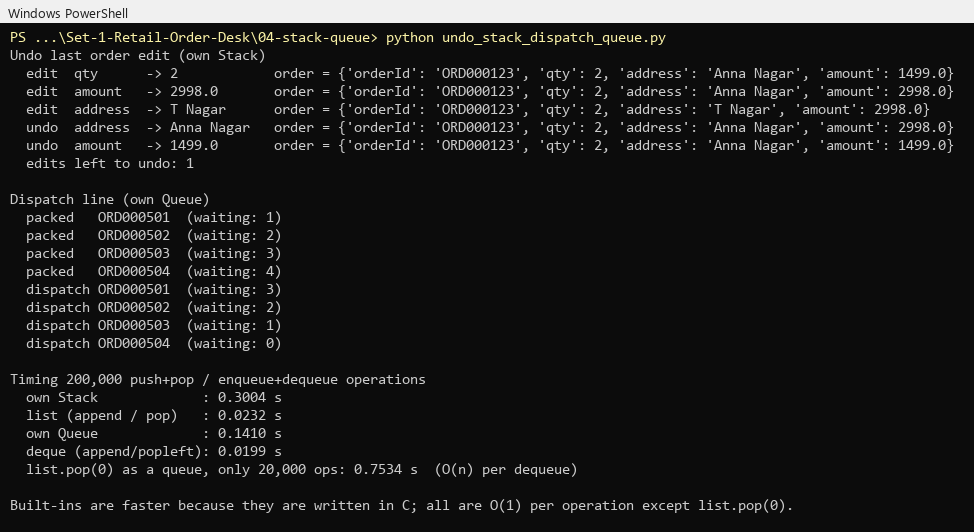 Windows PowerShell
PS ...\Set-1-Retail-Order-Desk\04-stack-queue> python undo_stack_dispatch_queue.py
Undo last order edit (own Stack)
  edit  qty      -> 2            order = {'orderId': 'ORD000123', 'qty': 2, 'address': 'Anna Nagar', 'amount': 1499.0}
  edit  amount   -> 2998.0       order = {'orderId': 'ORD000123', 'qty': 2, 'address': 'Anna Nagar', 'amount': 2998.0}
  edit  address  -> T Nagar      order = {'orderId': 'ORD000123', 'qty': 2, 'address': 'T Nagar', 'amount': 2998.0}
  undo  address  -> Anna Nagar   order = {'orderId': 'ORD000123', 'qty': 2, 'address': 'Anna Nagar', 'amount': 2998.0}
  undo  amount   -> 1499.0       order = {'orderId': 'ORD000123', 'qty': 2, 'address': 'Anna Nagar', 'amount': 1499.0}
  edits left to undo: 1

Dispatch line (own Queue)
  packed   ORD000501  (waiting: 1)
  packed   ORD000502  (waiting: 2)
  packed   ORD000503  (waiting: 3)
  packed   ORD000504  (waiting: 4)
  dispatch ORD000501  (waiting: 3)
  dispatch ORD000502  (waiting: 2)
  dispatch ORD000503  (waiting: 1)
  dispatch ORD000504  (waiting: 0)

Timing 200,000 push+pop / enqueue+dequeue operations
  own Stack             : 0.3004 s
  list (append / pop)   : 0.0232 s
  own Queue             : 0.1410 s
  deque (append/popleft): 0.0199 s
  list.pop(0) as a queue, only 20,000 ops: 0.7534 s  (O(n) per dequeue)

Built-ins are faster because they are written in C; all are O(1) per operation except list.pop(0).